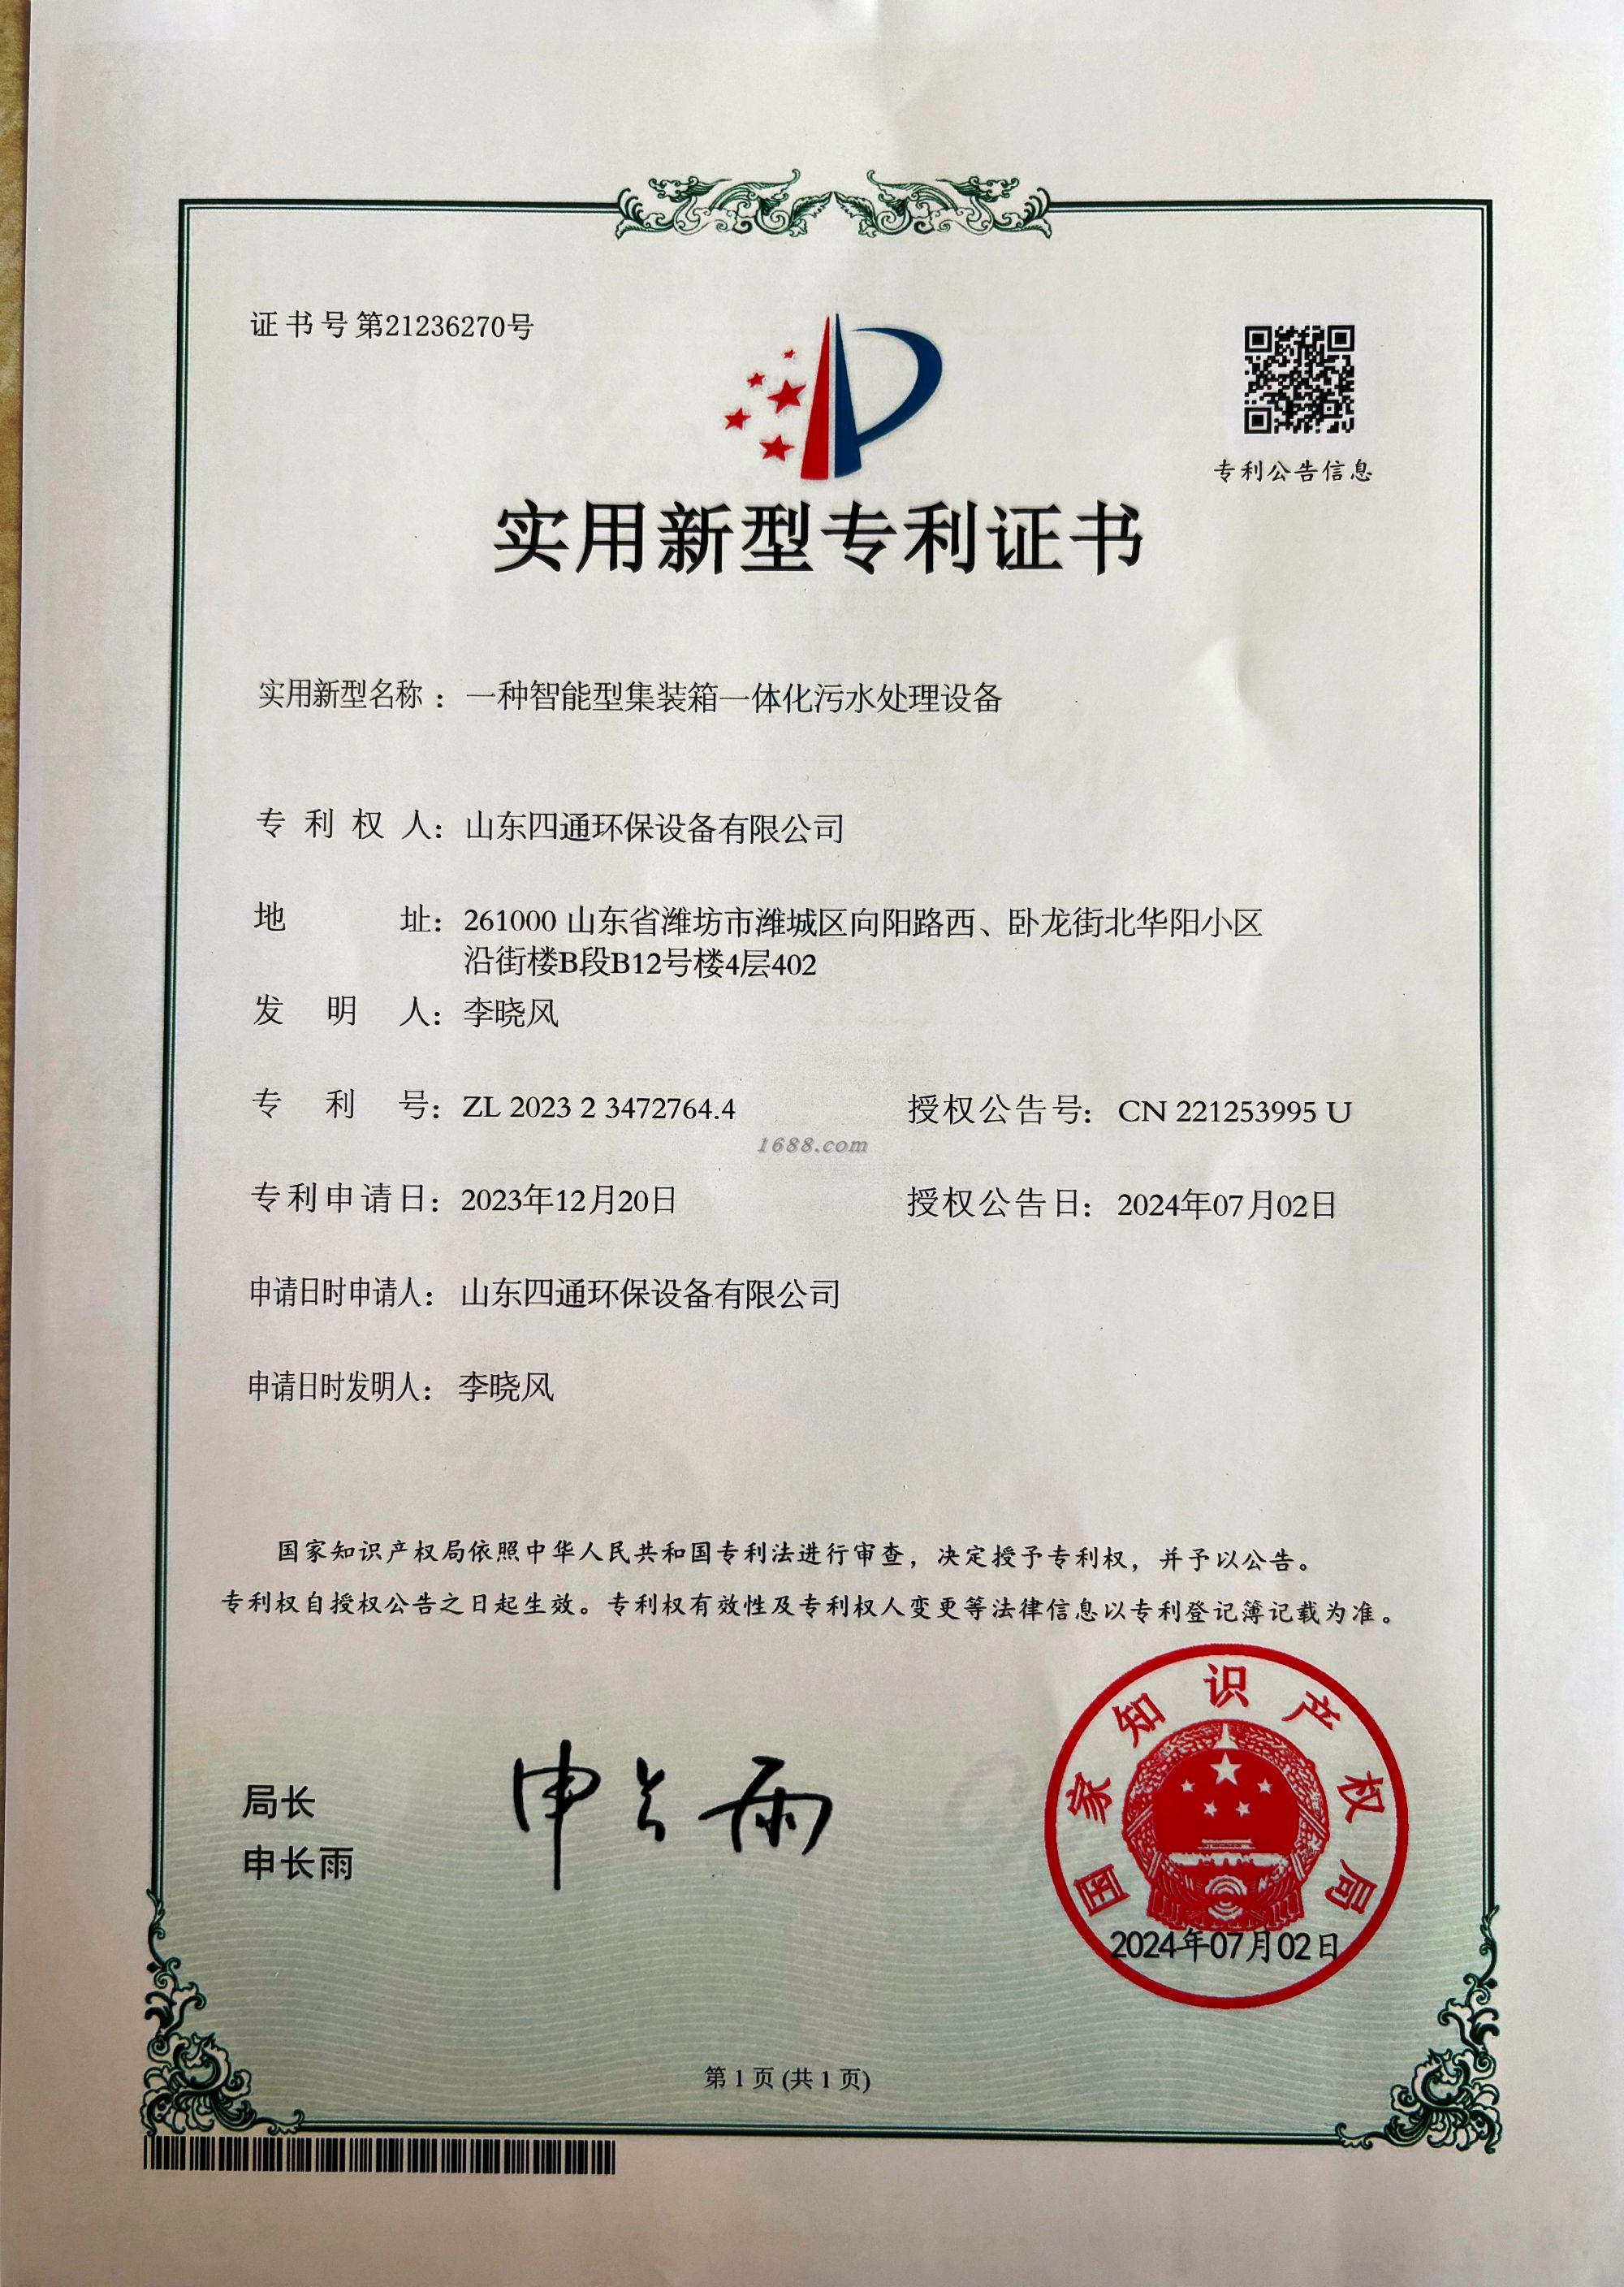 证书号第21236270号
专利公告信息
实用新型专利证书
实用新型名称：一种智能型集装箱一体化污水处理设备
专利权人：山东四通环保设备有限公司
地址：261000 山东省潍坊市潍城区向阳路西、卧龙街北华阳小区
沿街楼B段B12号楼4层402
发明人：李晓风
专利号：ZL 2023 2 3472764.4 授权公告号：CN 221253995 U
1688.com
专利申请日：2023年12月20日 授权公告日：2024年07月02日
申请日时申请人：山东四通环保设备有限公司
申请日时发明人：李晓风
国家知识产权局依照中华人民共和国专利法进行审查，决定授予专利权，并予以公告。
专利权自授权公告之日起生效。专利权有效性及专利权人变更等法律信息以专利登记簿记载为准。
局长
申长雨
申长雨
国家知识产权局
2024年07月02日
第1页(共1页)